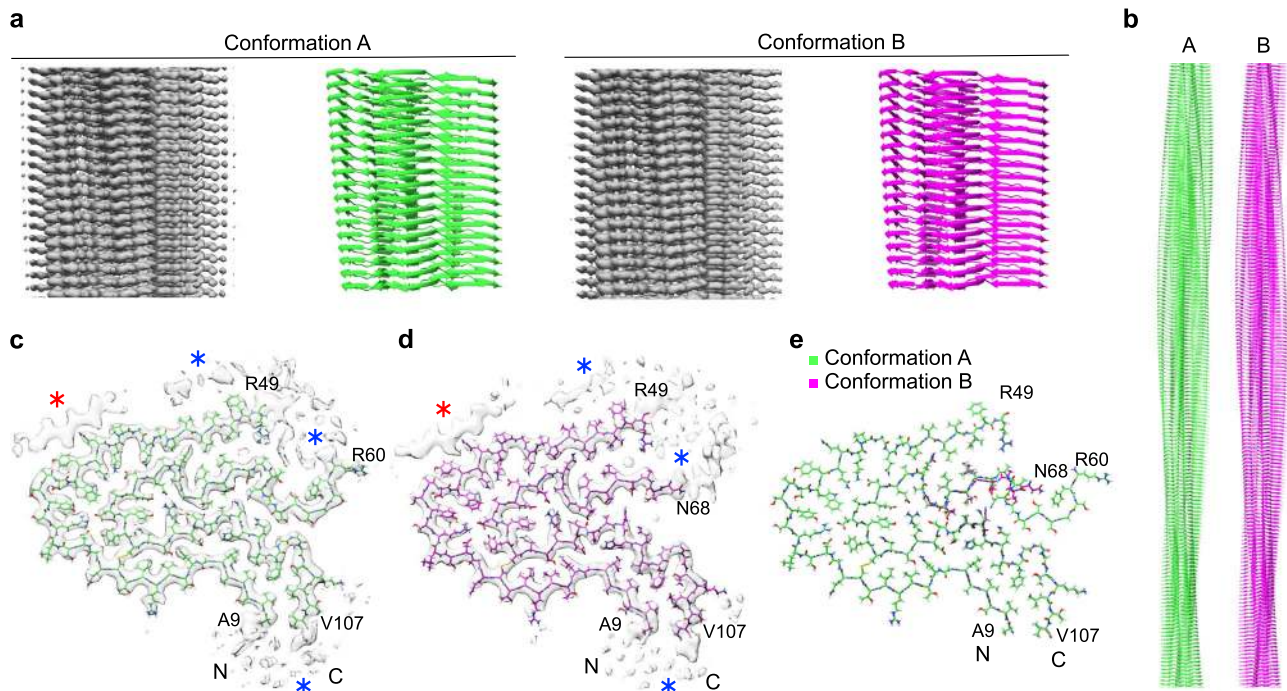 a
Conformation A
Conformation B
b
A
B
c
*
R49
*
*
R60
A9
V107
N
C
*
d
*
R49
*
*
N68
A9
V107
N
C
*
e
Conformation A
Conformation B
R49
N68
R60
A9
V107
N
C